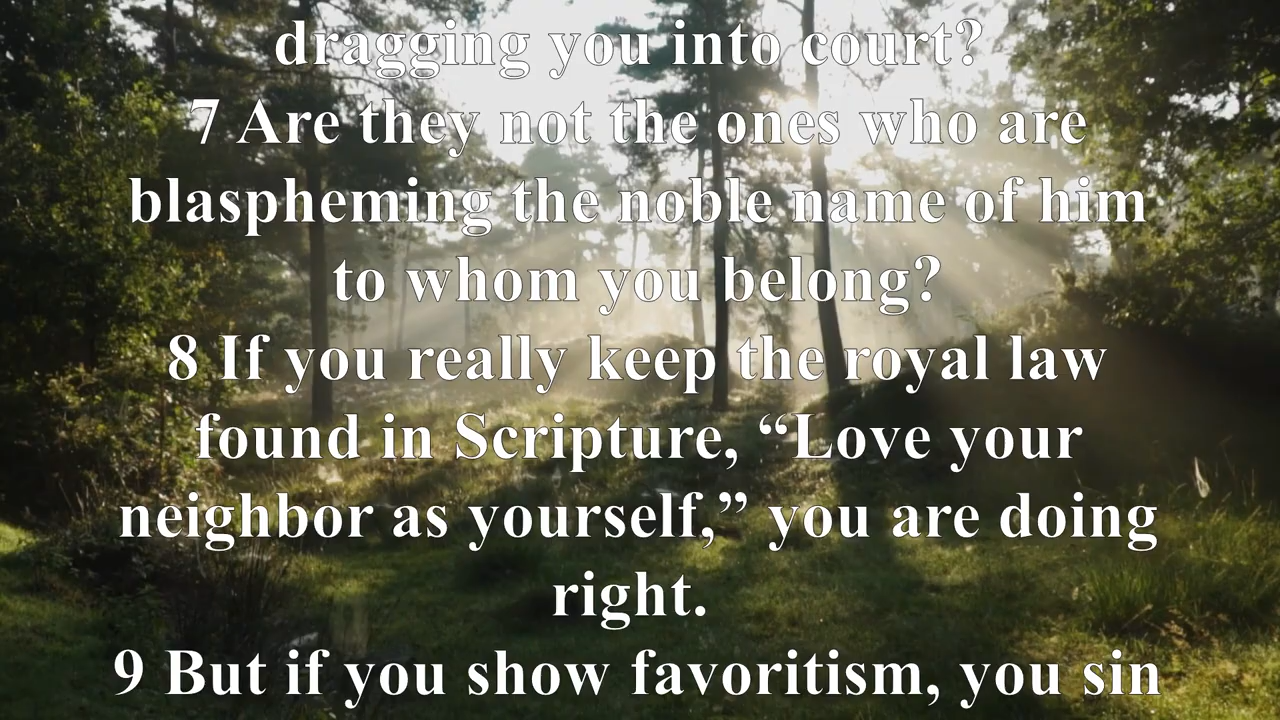 dragging you into court?
7 Are they not the ones who are
blaspheming the noble name of him
to whom you belong?
8 If you really keep the royal law
found in Scripture, “Love your
neighbor as yourself,” you are doing
right.
9 But if you show favoritism, you sin